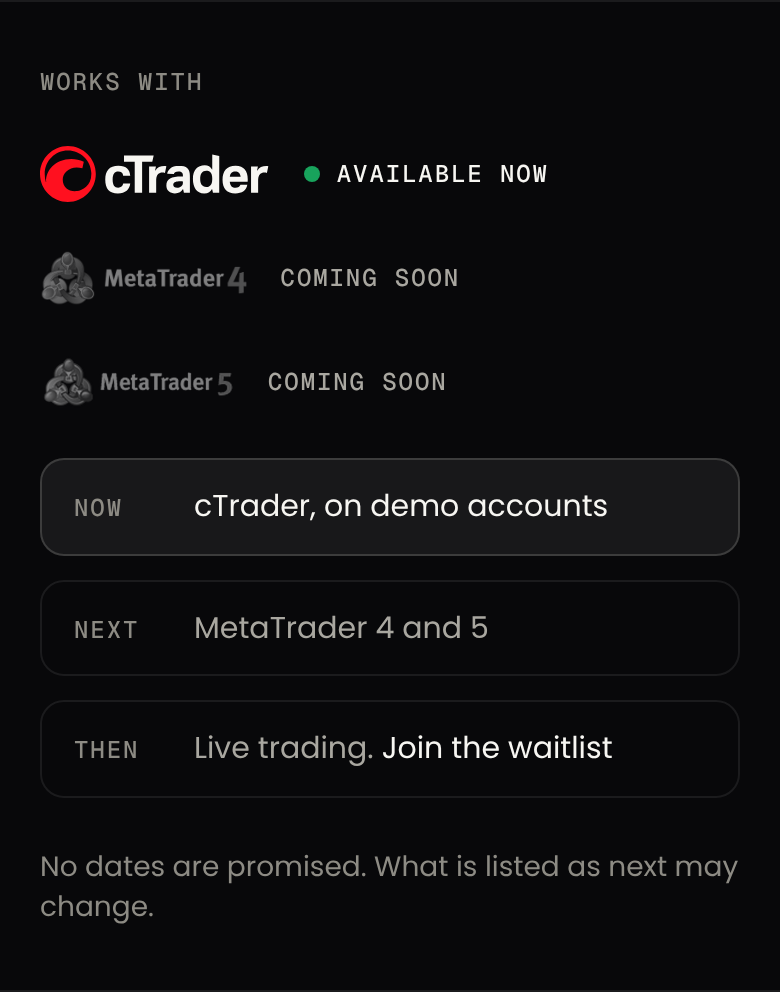 WORKS WITH
cTrader AVAILABLE NOW
MetaTrader 4 COMING SOON
MetaTrader 5 COMING SOON
NOW cTrader, on demo accounts
NEXT MetaTrader 4 and 5
THEN Live trading. Join the waitlist
No dates are promised. What is listed as next may
change.